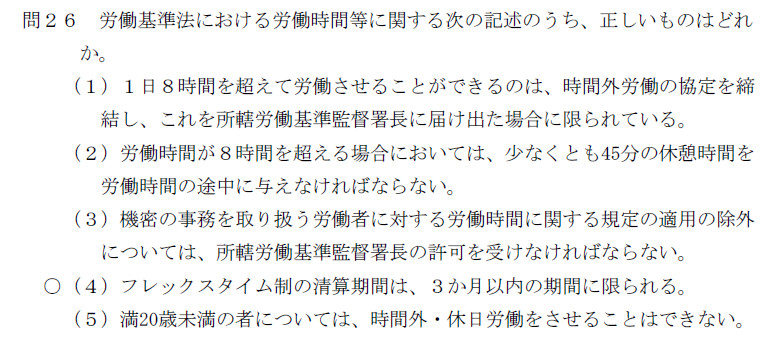 問26　労働基準法における労働時間等に関する次の記述のうち、正しいものはどれ
か。
(１)１日８時間を超えて労働させることができるのは、時間外労働の協定を締
結し、これを所轄労働基準監督署長に届け出た場合に限られている。
(２)労働時間が８時間を超える場合においては、少なくとも45分の休憩時間を
労働時間の途中に与えなければならない。
(３)機密の事務を取り扱う労働者に対する労働時間に関する規定の適用の除外
については、所轄労働基準監督署長の許可を受けなければならない。
○(４)フレックスタイム制の清算期間は、３か月以内の期間に限られる。
(５)満20歳未満の者については、時間外・休日労働をさせることはできない。